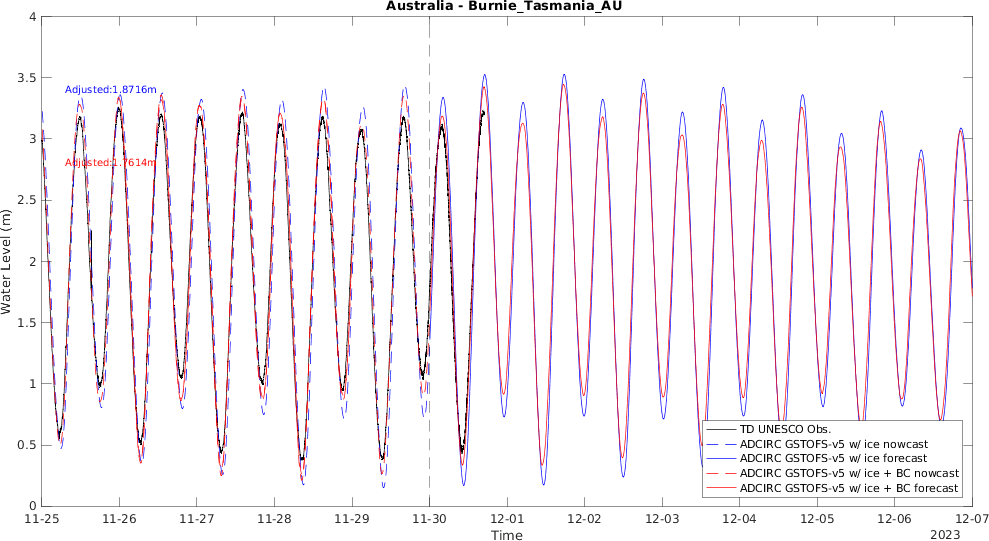 Australia - Burnie_Tasmania_AU
4
3.5
3
2.5
2
1.5
1
0.5
0
Water Level (m)
Adjusted:1.8716m
Adjusted:1.7614m
TD UNESCO Obs.
ADCIRC GSTOFS-v5 w/ ice nowcast
ADCIRC GSTOFS-v5 w/ ice forecast
ADCIRC GSTOFS-v5 w/ ice + BC nowcast
ADCIRC GSTOFS-v5 w/ ice + BC forecast
11-25 11-26 11-27 11-28 11-29 11-30 12-01 12-02 12-03 12-04 12-05 12-06 12-07
Time
2023